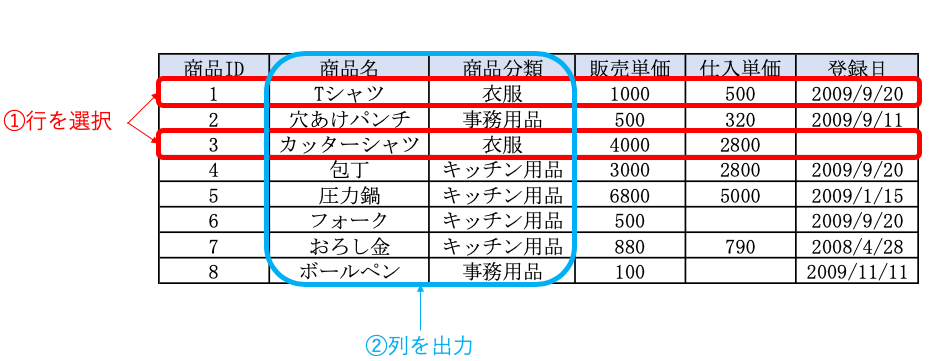 商品ID 商品名 商品分類 販売単価 仕入単価 登録日
1 Tシャツ 衣服 1000 500 2009/9/20
①行を選択
2 穴あけパンチ 事務用品 500 320 2009/9/11
3 カッターシャツ 衣服 4000 2800
4 包丁 キッチン用品 3000 2800 2009/9/20
5 圧力鍋 キッチン用品 6800 5000 2009/1/15
6 フォーク キッチン用品 500 2009/9/20
7 おろし金 キッチン用品 880 790 2008/4/28
8 ボールペン 事務用品 100 2009/11/11
②列を出力